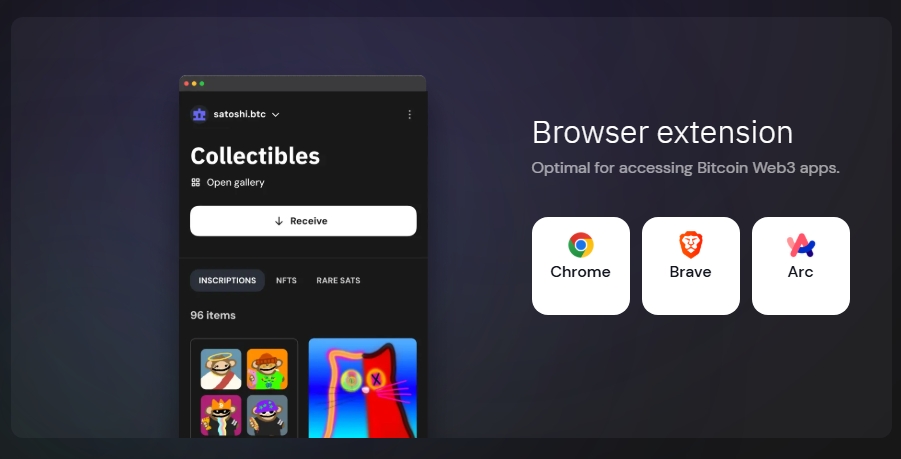 satoshi.btc
Collectibles
Open gallery
Receive
INSCRIPTIONS NFTS RARE SATS
96 items
Browser extension
Optimal for accessing Bitcoin Web3 apps.
Chrome Brave Arc